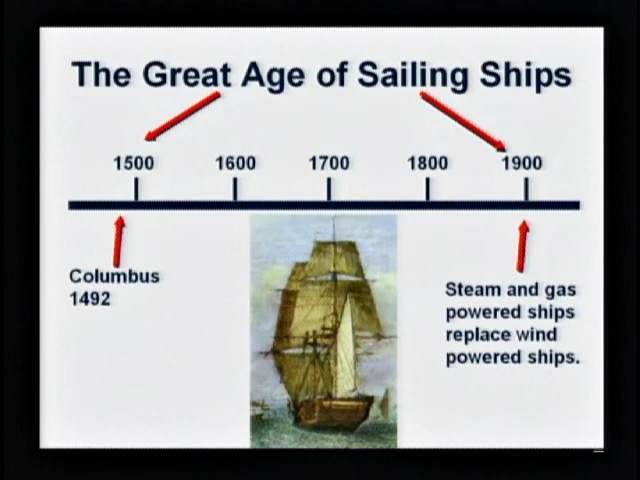 The Great Age of Sailing Ships
1500 1600 1700 1800 1900
Columbus
1492
Steam and gas
powered ships
replace wind
powered ships.